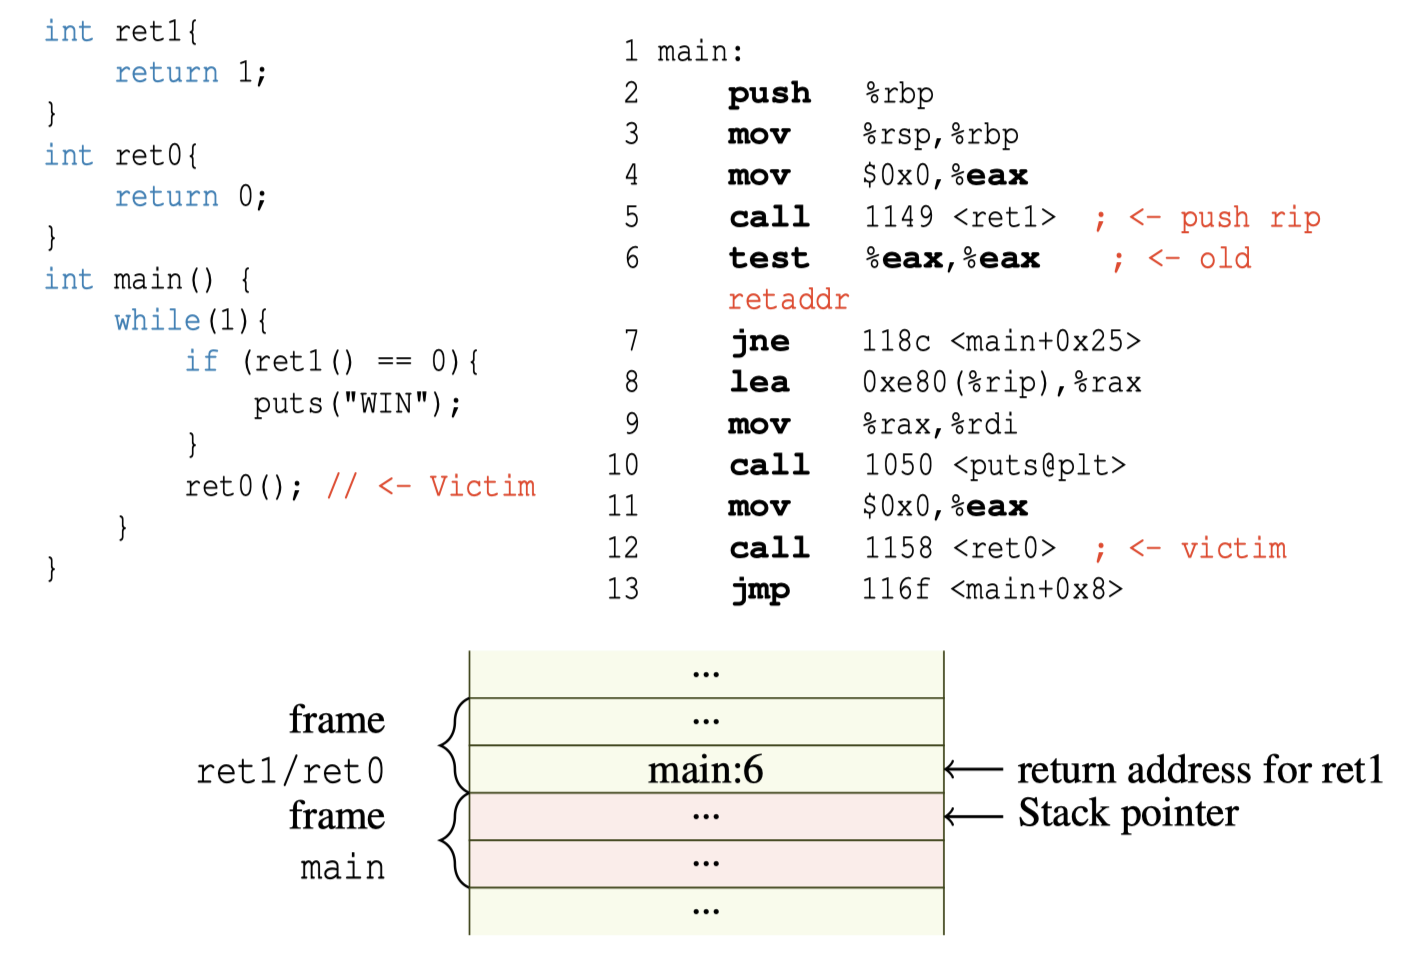 int ret1{
    return 1;
}
int ret0{
    return 0;
}
int main() {
    while(1){
        if (ret1() == 0){
            puts("WIN");
        }
        ret0(); // <- Victim
    }
}
1 main:
2     push   %rbp
3     mov    %rsp,%rbp
4     mov    $0x0,%eax
5     call   1149 <ret1>  ; <- push rip
6     test   %eax,%eax    ; <- old
      retaddr
7     jne    118c <main+0x25>
8     lea    0xe80(%rip),%rax
9     mov    %rax,%rdi
10    call   1050 <puts@plt>
11    mov    $0x0,%eax
12    call   1158 <ret0>  ; <- victim
13    jmp    116f <main+0x8>
...
frame
ret1/ret0
...
main:6
return address for ret1
frame
main
...
Stack pointer
...
...